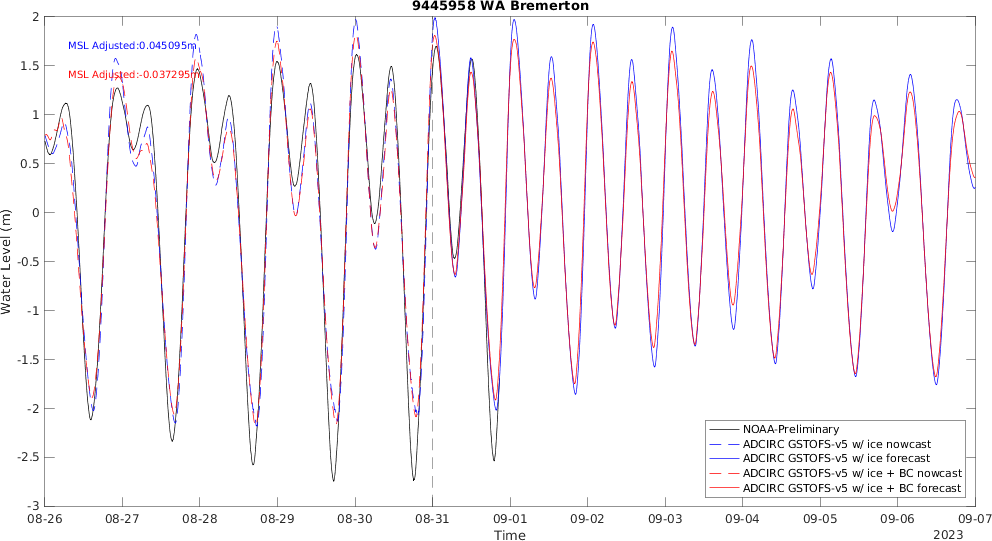 9445958 WA Bremerton
MSL Adjusted:0.045095m
MSL Adjusted:-0.037295m
Water Level (m)
2
1.5
1
0.5
0
-0.5
-1
-1.5
-2
-2.5
-3
NOAA-Preliminary
ADCIRC GSTOFS-v5 w/ ice nowcast
ADCIRC GSTOFS-v5 w/ ice forecast
ADCIRC GSTOFS-v5 w/ ice + BC nowcast
ADCIRC GSTOFS-v5 w/ ice + BC forecast
08-26 08-27 08-28 08-29 08-30 08-31 09-01 09-02 09-03 09-04 09-05 09-06 09-07
Time
2023